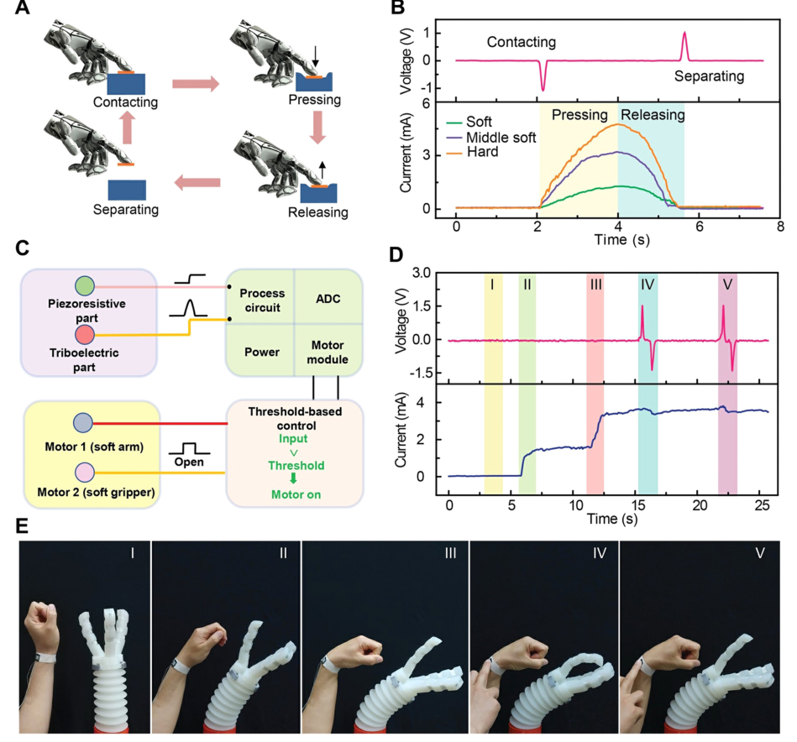 A
Contacting
Pressing
Separating
Releasing
B
Voltage (V)
1
0
-1
Contacting
Separating
Currrent (mA)
6
3
0
Soft
Middle soft
Hard
Pressing
Releasing
0
2
4
6
8
Time (s)
C
Piezoresistive
part
Triboelectric
part
Process
circuit
ADC
Power
Motor
module
Motor 1 (soft arm)
Open
Motor 2 (soft gripper)
Threshold-based
control
Input
Threshold
Motor on
D
Voltage (V)
3.0
1.5
0.0
-1.5
I
II
III
IV
V
Current (mA)
4
2
0
0
5
10
15
20
25
Time (s)
E
I
II
III
IV
V